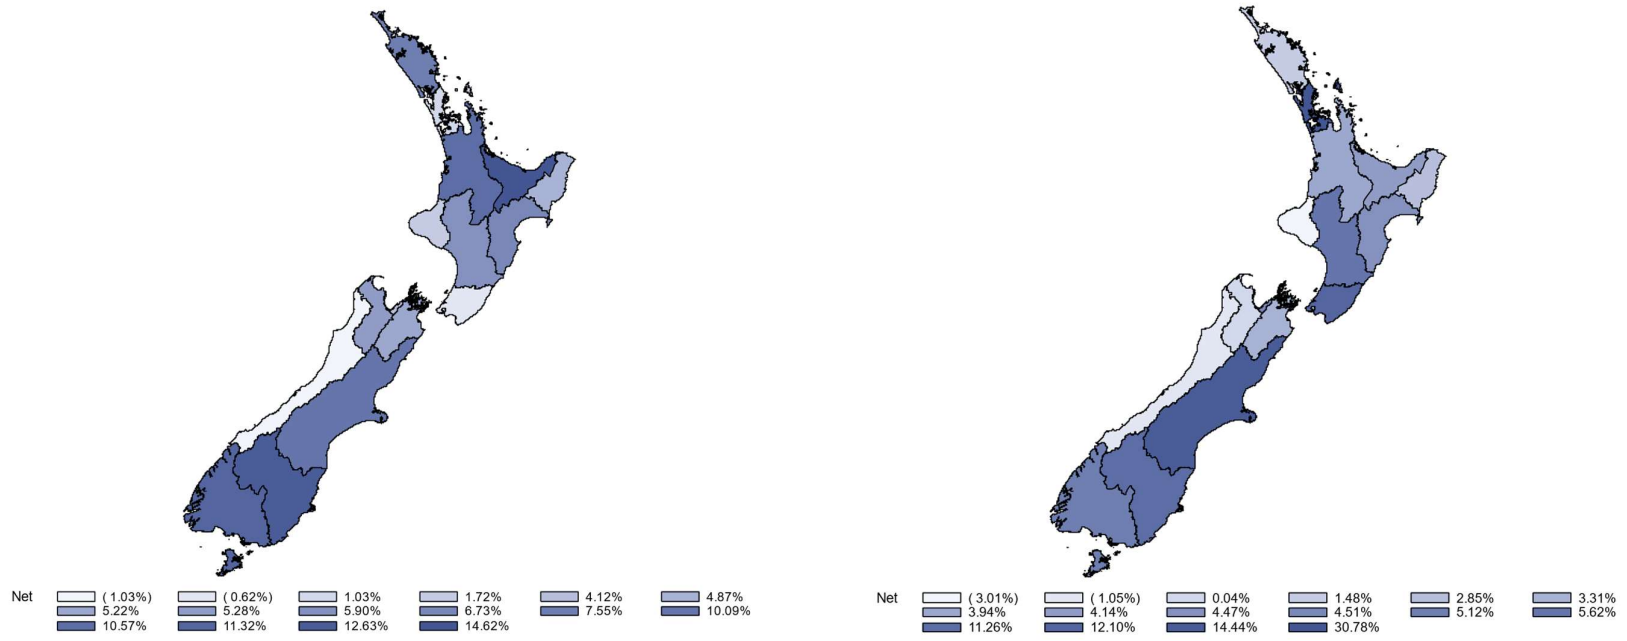 Net ( 1.03%) ( 0.62%) 1.03% 1.72% 4.12% 4.87%
5.22% 5.28% 5.90% 6.73% 7.55% 10.09%
10.57% 11.32% 12.63% 14.62%
Net ( 3.01%) ( 1.05%) 0.04% 1.48% 2.85% 3.31%
3.94% 4.14% 4.47% 4.51% 5.12% 5.62%
11.26% 12.10% 14.44% 30.78%